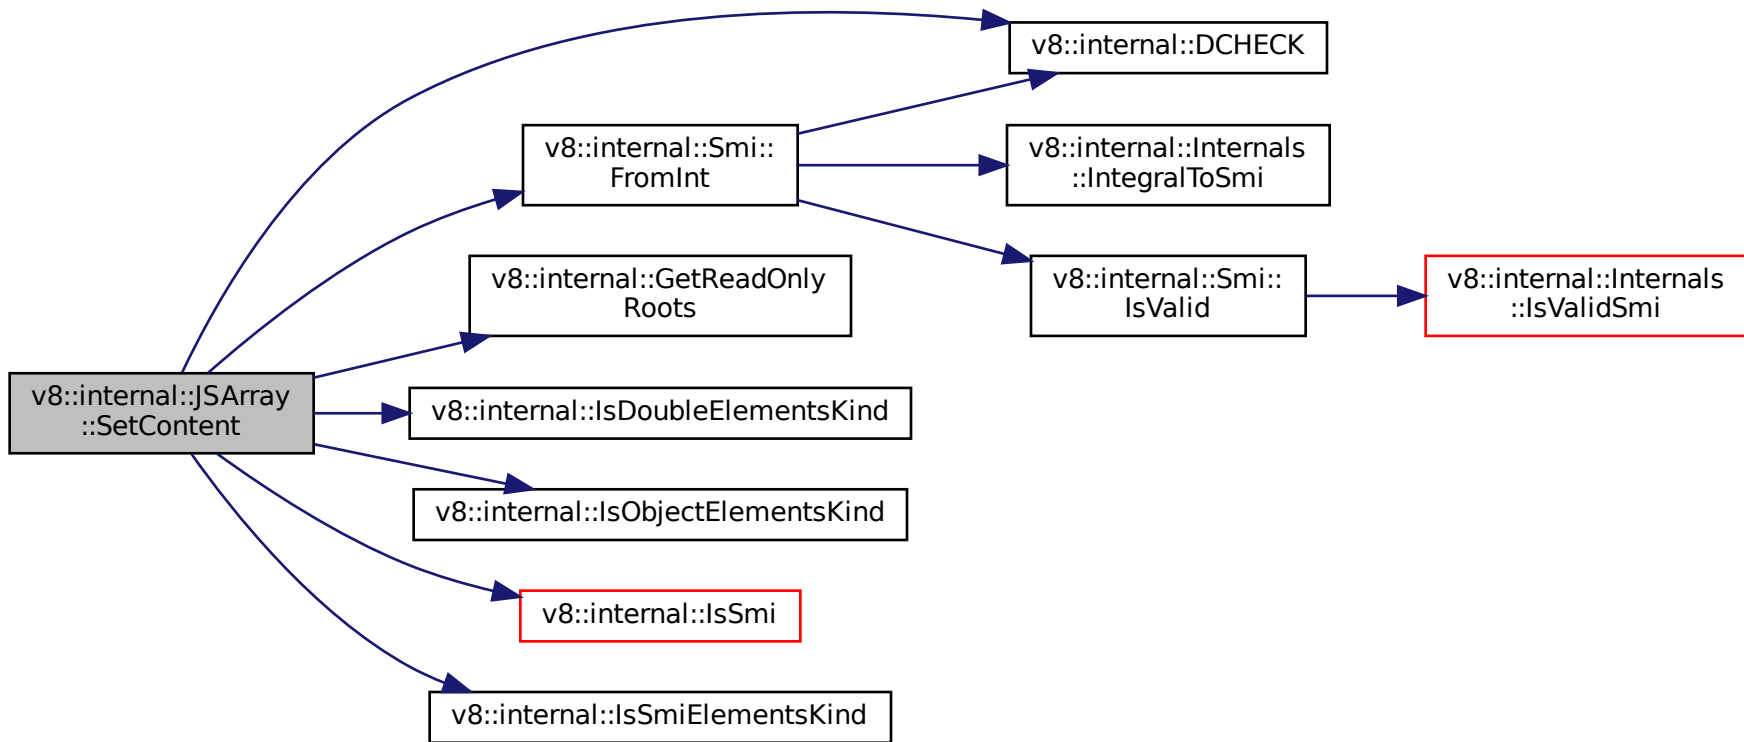 v8::internal::DCHECK
v8::internal::Smi::
FromInt
v8::internal::Internals
::IntegralToSmi
v8::internal::GetReadOnly
Roots
v8::internal::Smi::
IsValid
v8::internal::Internals
::IsValidSmi
v8::internal::JSArray
::SetContent
v8::internal::IsDoubleElementsKind
v8::internal::IsObjectElementsKind
v8::internal::IsSmi
v8::internal::IsSmiElementsKind